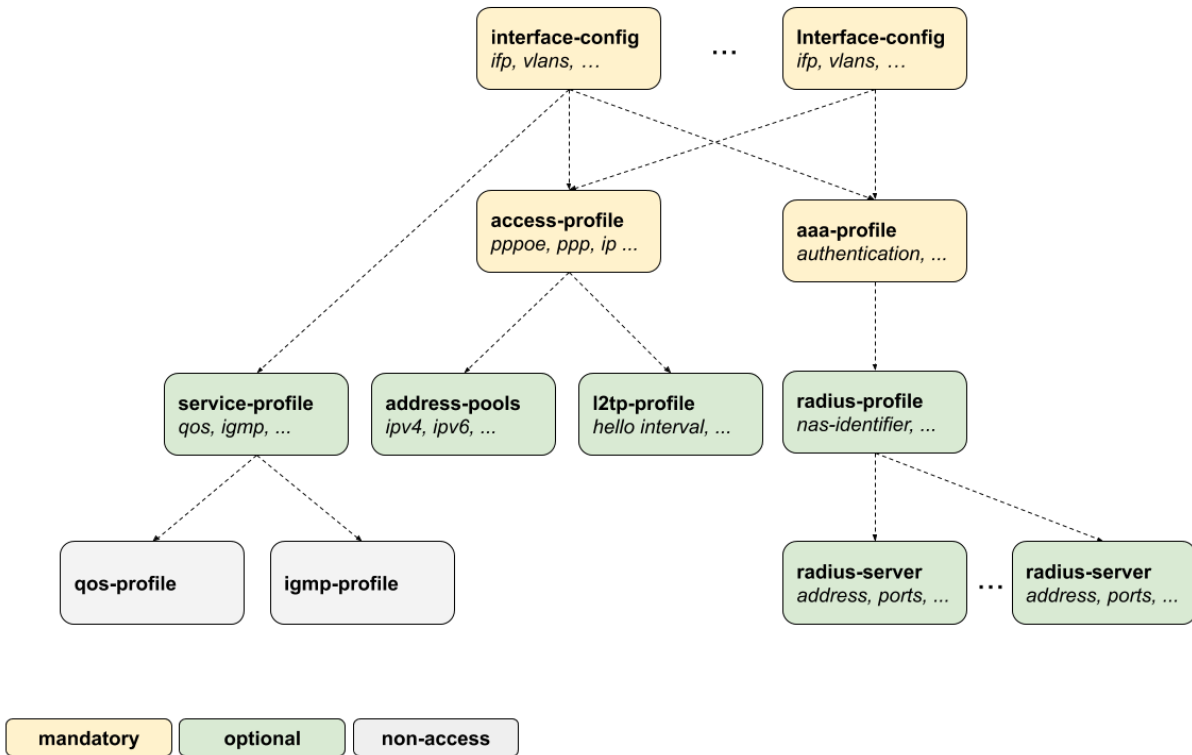 interface-config
ifp, vlans, …
...
Interface-config
ifp, vlans, …
access-profile
pppoe, ppp, ip ...
aaa-profile
authentication, ...
service-profile
qos, igmp, ...
address-pools
ipv4, ipv6, ...
l2tp-profile
hello interval, ...
radius-profile
nas-identifier, ...
qos-profile
igmp-profile
radius-server
address, ports, ...
...
radius-server
address, ports, ...
mandatory
optional
non-access